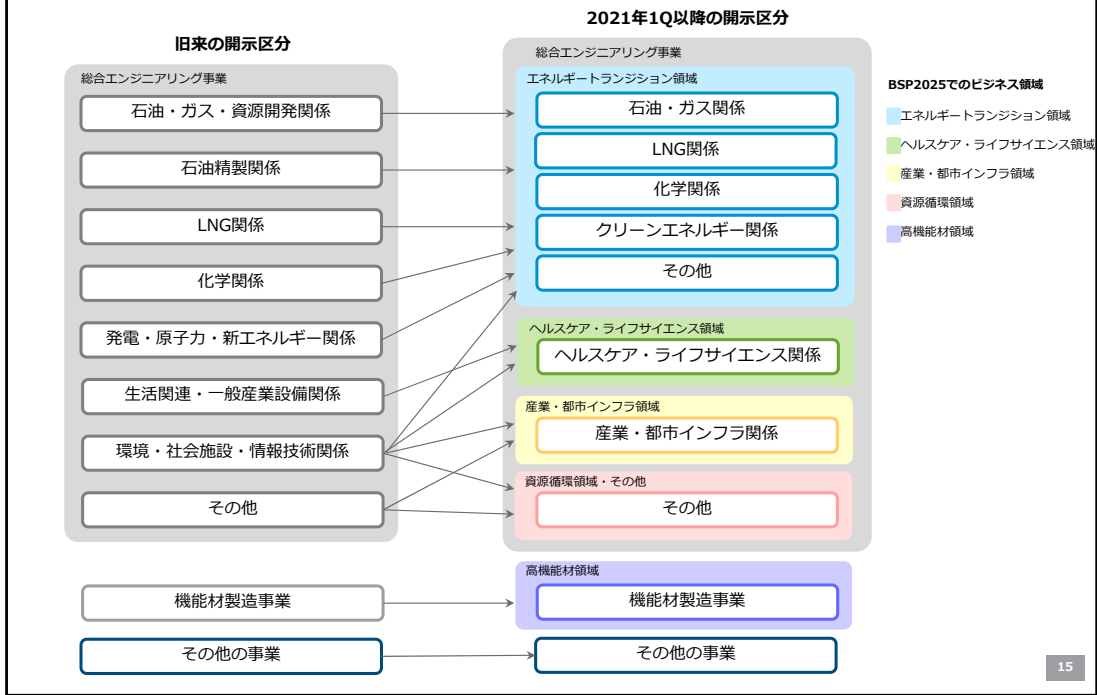 旧来の開示区分
総合エンジニアリング事業
石油・ガス・資源開発関係
石油精製関係
LNG関係
化学関係
発電・原子力・新エネルギー関係
生活関連・一般産業設備関係
環境・社会施設・情報技術関係
その他
機能材製造事業
その他の事業
2021年1Q以降の開示区分
総合エンジニアリング事業
エネルギートランジション領域
石油・ガス関係
LNG関係
化学関係
クリーンエネルギー関係
その他
ヘルスケア・ライフサイエンス領域
ヘルスケア・ライフサイエンス関係
産業・都市インフラ領域
産業・都市インフラ関係
資源循環領域・その他
その他
高機能材領域
機能材製造事業
その他の事業
BSP2025でのビジネス領域
エネルギートランジション領域
ヘルスケア・ライフサイエンス領域
産業・都市インフラ領域
資源循環領域
高機能材領域
15